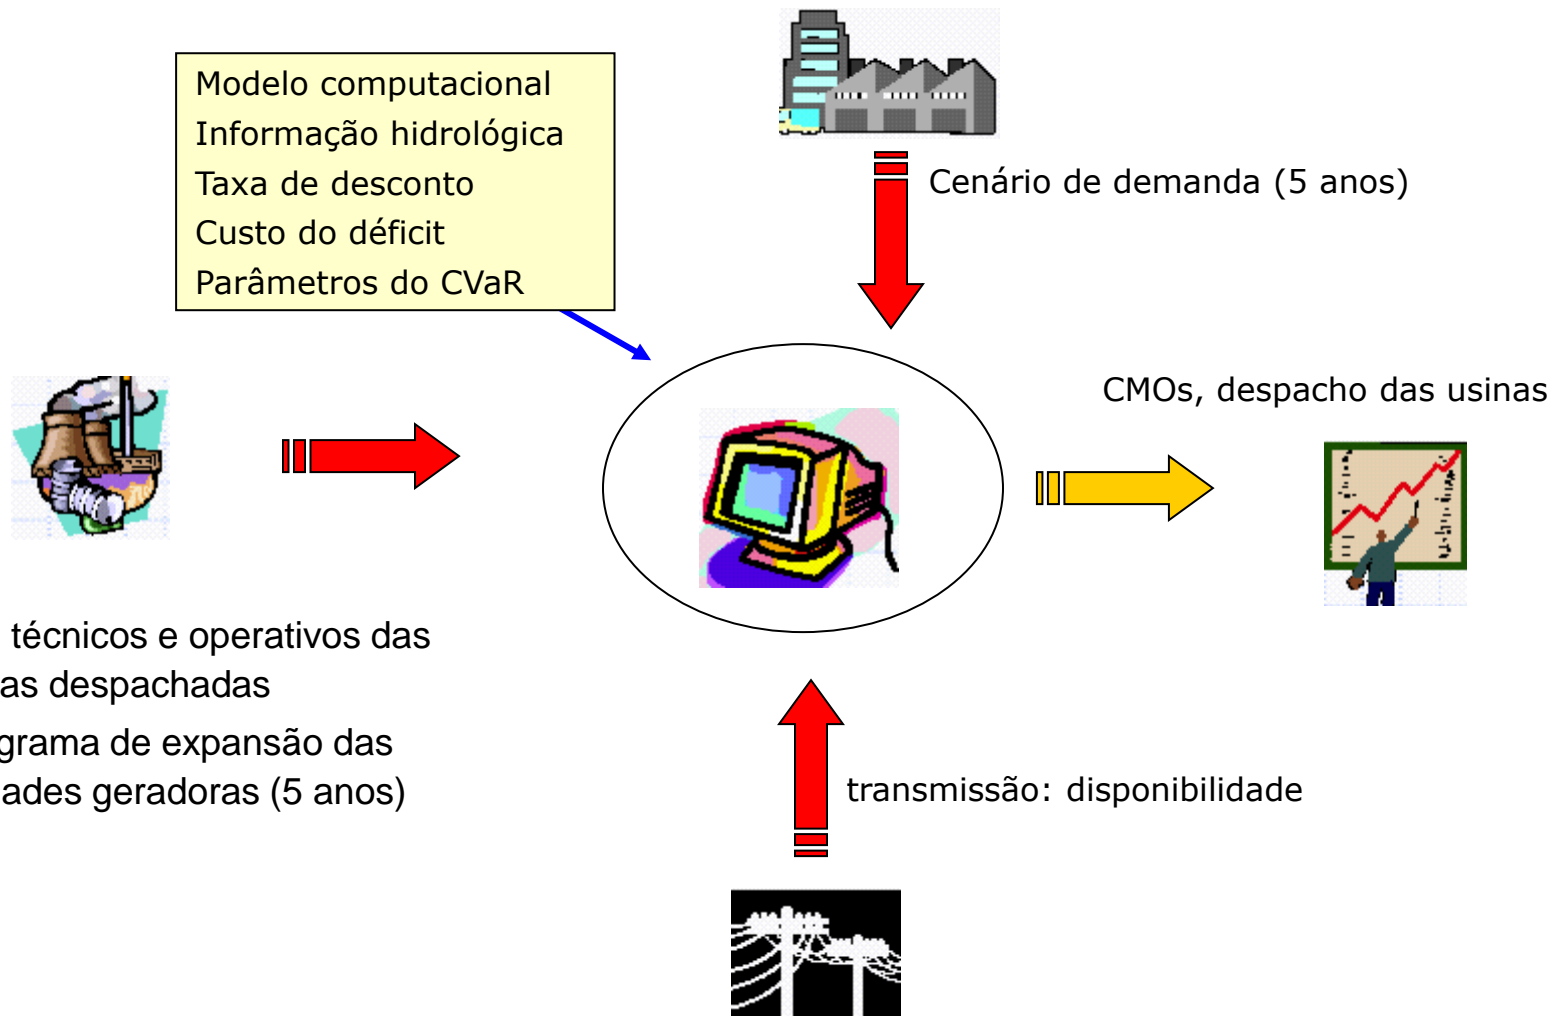 Modelo computacional
Informação hidrológica
Taxa de desconto
Custo do déficit
Parâmetros do CVaR
Cenário de demanda (5 anos)
CMOs, despacho das usinas
técnicos e operativos das
as despachadas
grama de expansão das
ades geradoras (5 anos)
transmissão: disponibilidade